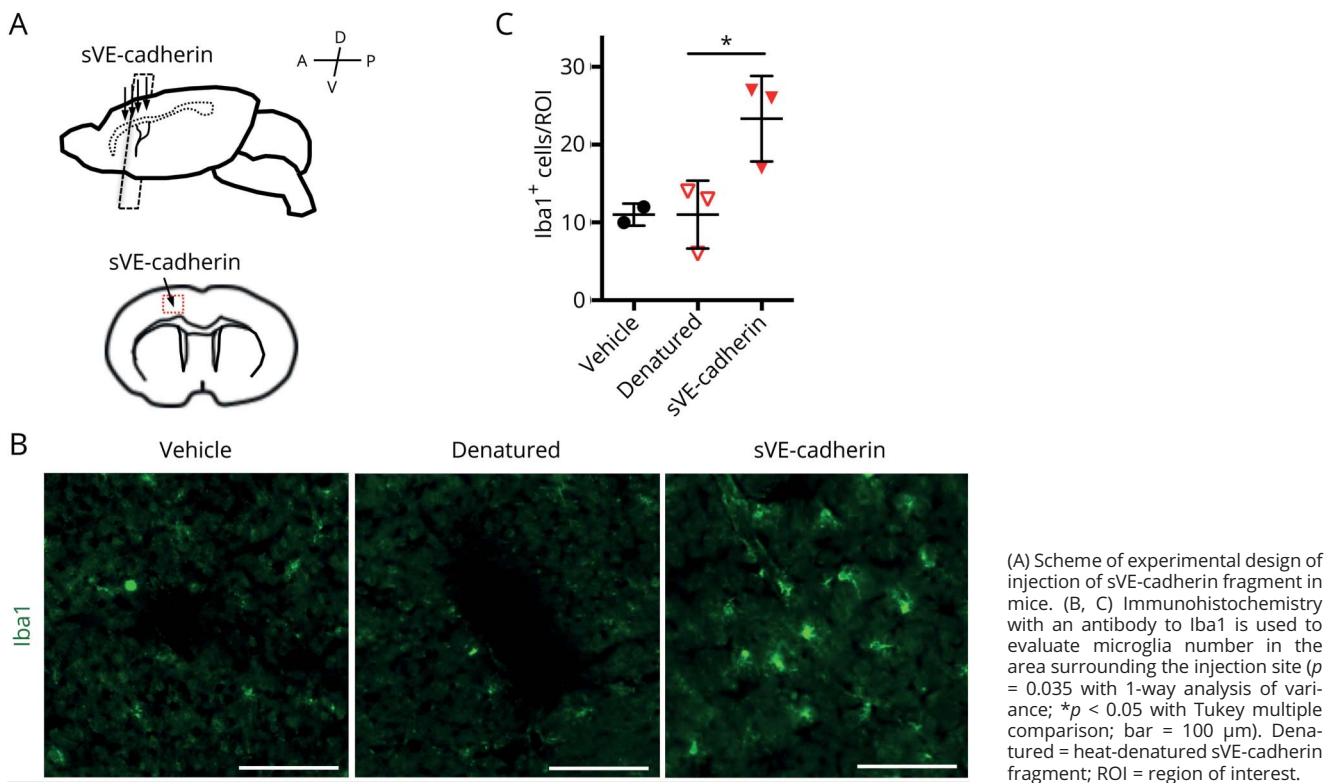 A
sVE-cadherin
D
A
P
V
sVE-cadherin
C
*
Iba1+ cells/ROI
30
20
10
0
Vehicle
Denatured
sVE-cadherin
B
Vehicle
Denatured
sVE-cadherin
Iba1
(A) Scheme of experimental design of
injection of sVE-cadherin fragment in
mice. (B, C) Immunohistochemistry
with an antibody to Iba1 is used to
evaluate microglia number in the
area surrounding the injection site (p
= 0.035 with 1-way analysis of vari-
ance; *p < 0.05 with Tukey multiple
comparison; bar = 100 μm). Dena-
tured = heat-denatured sVE-cadherin
fragment; ROI = region of interest.